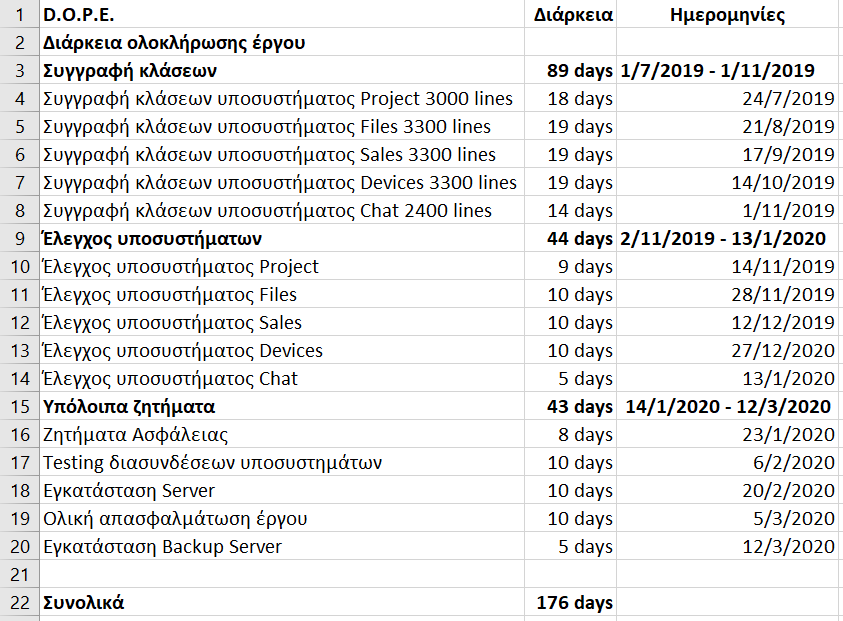 1 D.O.P.E. Διάρκεια Ημερομηνίες
2 Διάρκεια ολοκλήρωσης έργου
3 Συγγραφή κλάσεων 89 days 1/7/2019 - 1/11/2019
4 Συγγραφή κλάσεων υποσυστήματος Project 3000 lines 18 days 24/7/2019
5 Συγγραφή κλάσεων υποσυστήματος Files 3300 lines 19 days 21/8/2019
6 Συγγραφή κλάσεων υποσυστήματος Sales 3300 lines 19 days 17/9/2019
7 Συγγραφή κλάσεων υποσυστήματος Devices 3300 lines 19 days 14/10/2019
8 Συγγραφή κλάσεων υποσυστήματος Chat 2400 lines 14 days 1/11/2019
9 Έλεγχος υποσυστήματων 44 days 2/11/2019 - 13/1/2020
10 Έλεγχος υποσυστήματος Project 9 days 14/11/2019
11 Έλεγχος υποσυστήματος Files 10 days 28/11/2019
12 Έλεγχος υποσυστήματος Sales 10 days 12/12/2019
13 Έλεγχος υποσυστήματος Devices 10 days 27/12/2020
14 Έλεγχος υποσυστήματος Chat 5 days 13/1/2020
15 Υπόλοιπα ζητήματα 43 days 14/1/2020 - 12/3/2020
16 Ζητήματα Ασφάλειας 8 days 23/1/2020
17 Testing διασυνδέσεων υποσυστημάτων 10 days 6/2/2020
18 Εγκατάσταση Server 10 days 20/2/2020
19 Ολική απασφαλμάτωση έργου 10 days 5/3/2020
20 Εγκατάσταση Backup Server 5 days 12/3/2020
21
22 Συνολικά 176 days